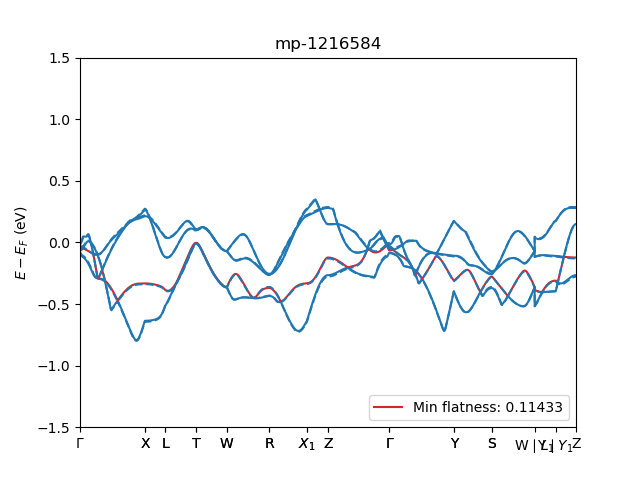 mp-1216584
E − E_F (eV)
1.5
1.0
0.5
0.0
−0.5
−1.0
−1.5
Min flatness: 0.11433
Γ X L T W R X₁ Z Γ Y S W | Y₁ Z